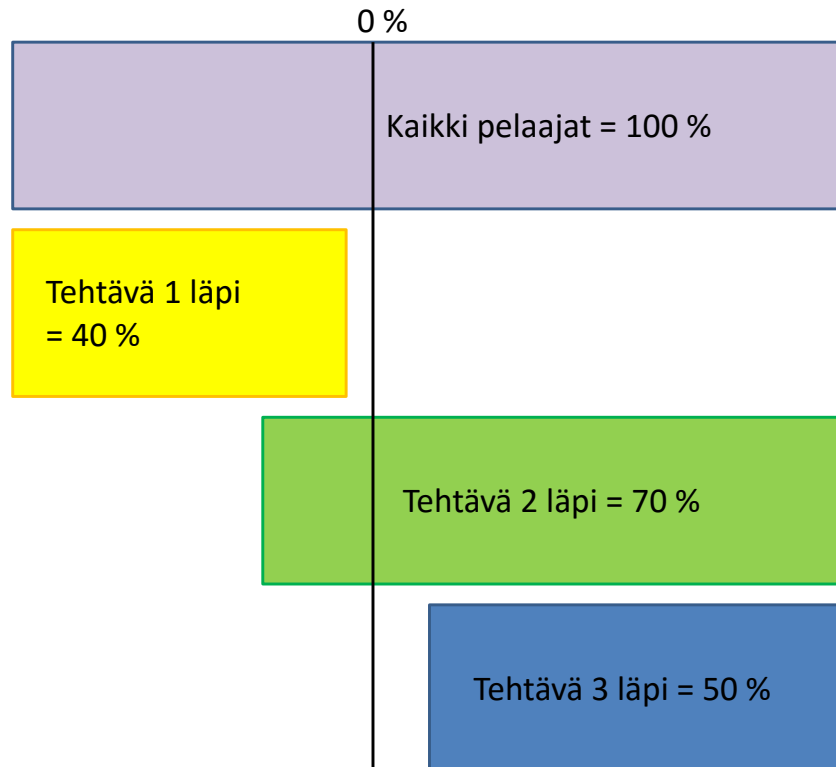 0 %
Kaikki pelaajat = 100 %
Tehtävä 1 läpi
= 40 %
Tehtävä 2 läpi = 70 %
Tehtävä 3 läpi = 50 %